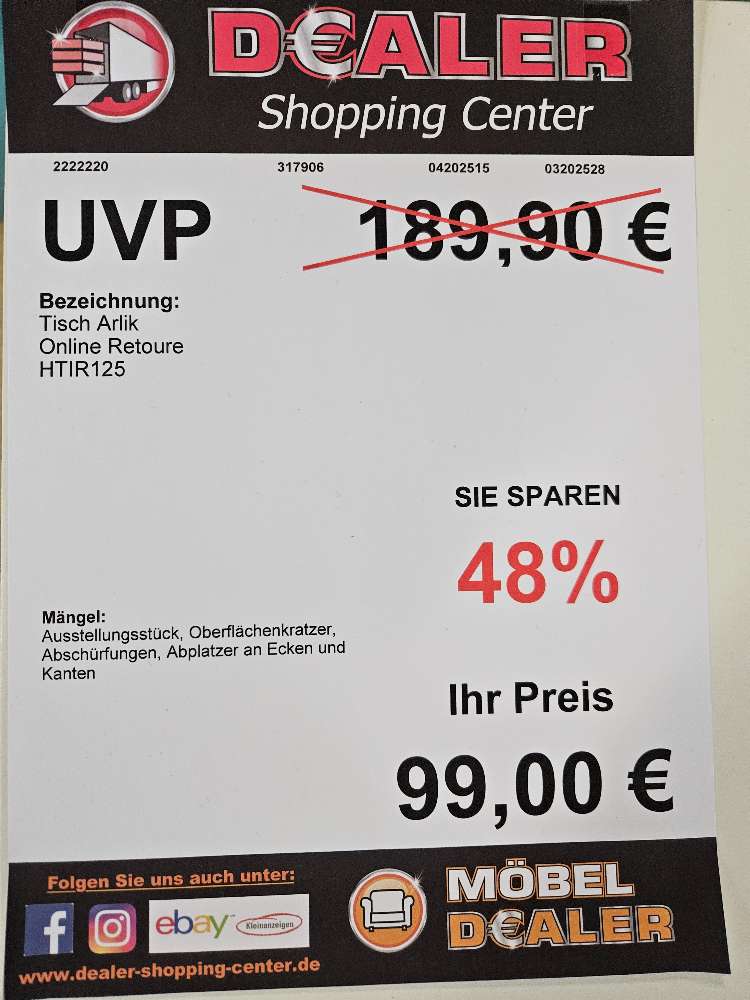 D€ALER
Shopping Center
2222220 317906 04202515 03202528
UVP 189,90 €
Bezeichnung:
Tisch Arlik
Online Retoure
HTIR125
SIE SPAREN
48%
Mängel:
Ausstellungsstück, Oberflächenkratzer,
Abschürfungen, Abplatzer an Ecken und
Kanten
Ihr Preis
99,00 €
Folgen Sie uns auch unter:
f
ebay Kleinanzeigen
www.dealer-shopping-center.de
MÖBEL
D€ALER